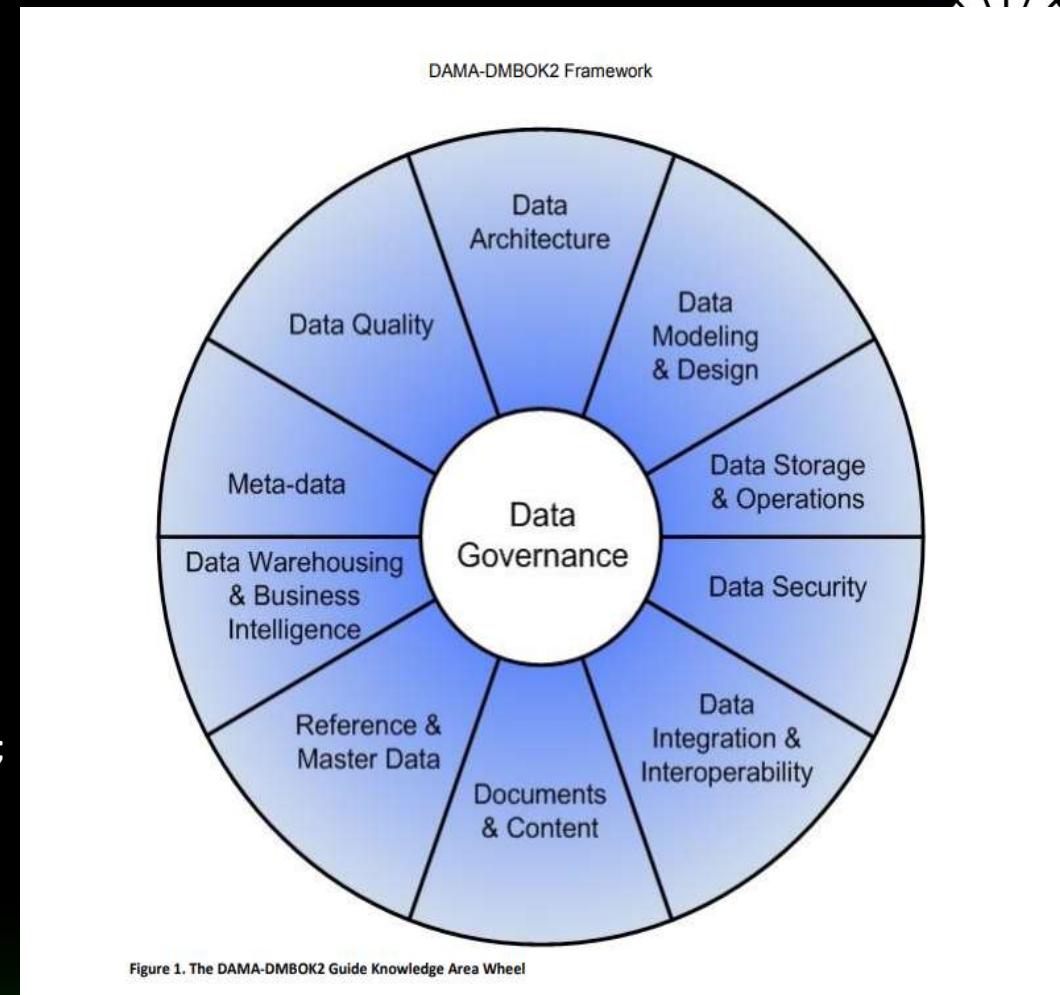 DAMA-DMBOK2 Framework
Data
Architecture
Data
Modeling
& Design
Data Storage
& Operations
Data Security
Data
Integration &
Interoperability
Documents
& Content
Reference &
Master Data
Data Warehousing
& Business
Intelligence
Meta-data
Data Quality
Data
Governance
Figure 1. The DAMA-DMBOK2 Guide Knowledge Area Wheel